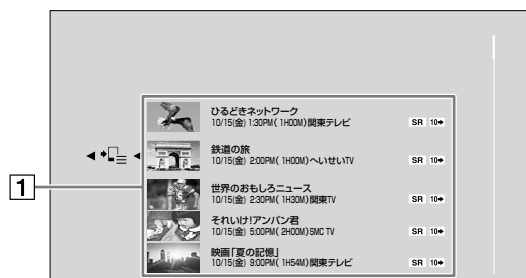 ひるどきネットワーク
10/15(金) 1:30PM( 1H00M)関東テレビ
SR 10
鉄道の旅
10/15(金) 2:00PM( 1H00M)へいせいTV
SR 10
1
世界のおもしろニュース
10/15(金) 2:30PM( 1H30M)関東TV
SR 10
それいけ!アンパン君
10/15(金) 5:00PM( 2H00M)SMC TV
SR 10
映画「夏の記憶」
10/15(金) 9:00PM( 1H54M)関東テレビ
SR 10